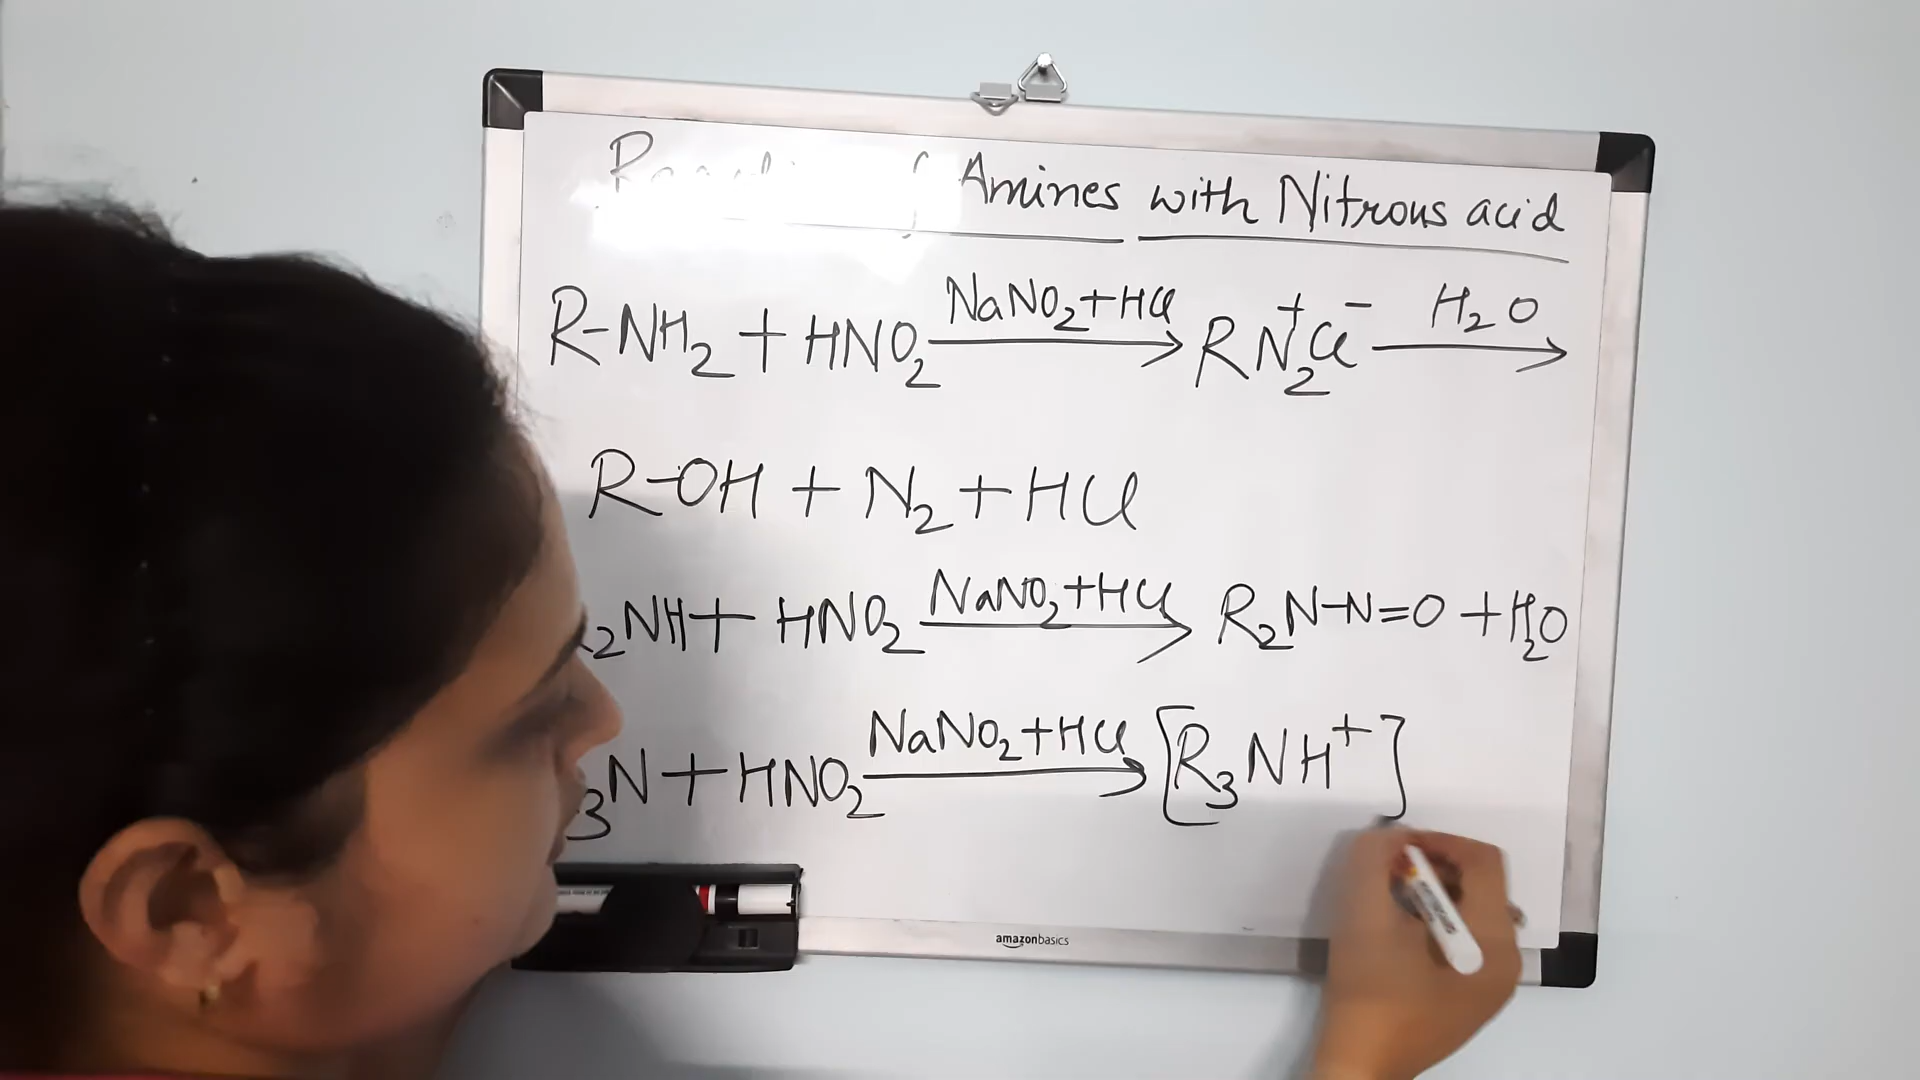 Amines with Nitrous acid
NaNO₂+HCl
H₂O
R-NH₂ + HNO₂ ⟶ RN₂⁺Cl⁻ ⟶
R-OH + N₂ + HCl
NaNO₂+HCl
₂NH + HNO₂ ⟶ R₂N-N=O + H₂O
NaNO₂+HCl
₃N + HNO₂ ⟶ [R₃NH⁺]
amazonbasics